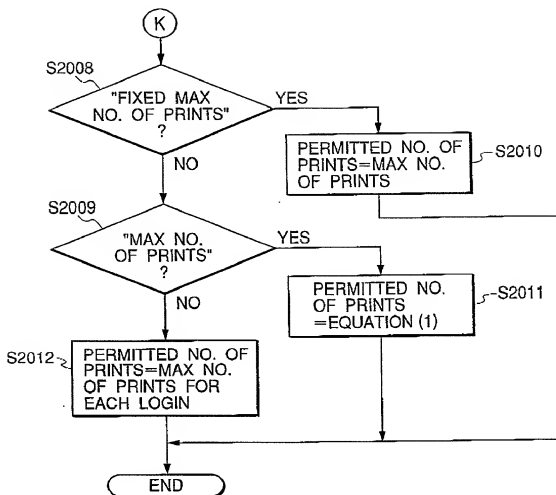 K
S2008
"FIXED MAX
NO. OF PRINTS"
?
YES
NO
PERMITTED NO. OF
PRINTS=MAX NO.
OF PRINTS
S2010
S2009
"MAX NO.
OF PRINTS"
?
YES
NO
PERMITTED NO.
OF PRINTS
=EQUATION (1)
S2011
S2012
PERMITTED NO. OF
PRINTS=MAX NO.
OF PRINTS FOR
EACH LOGIN
END